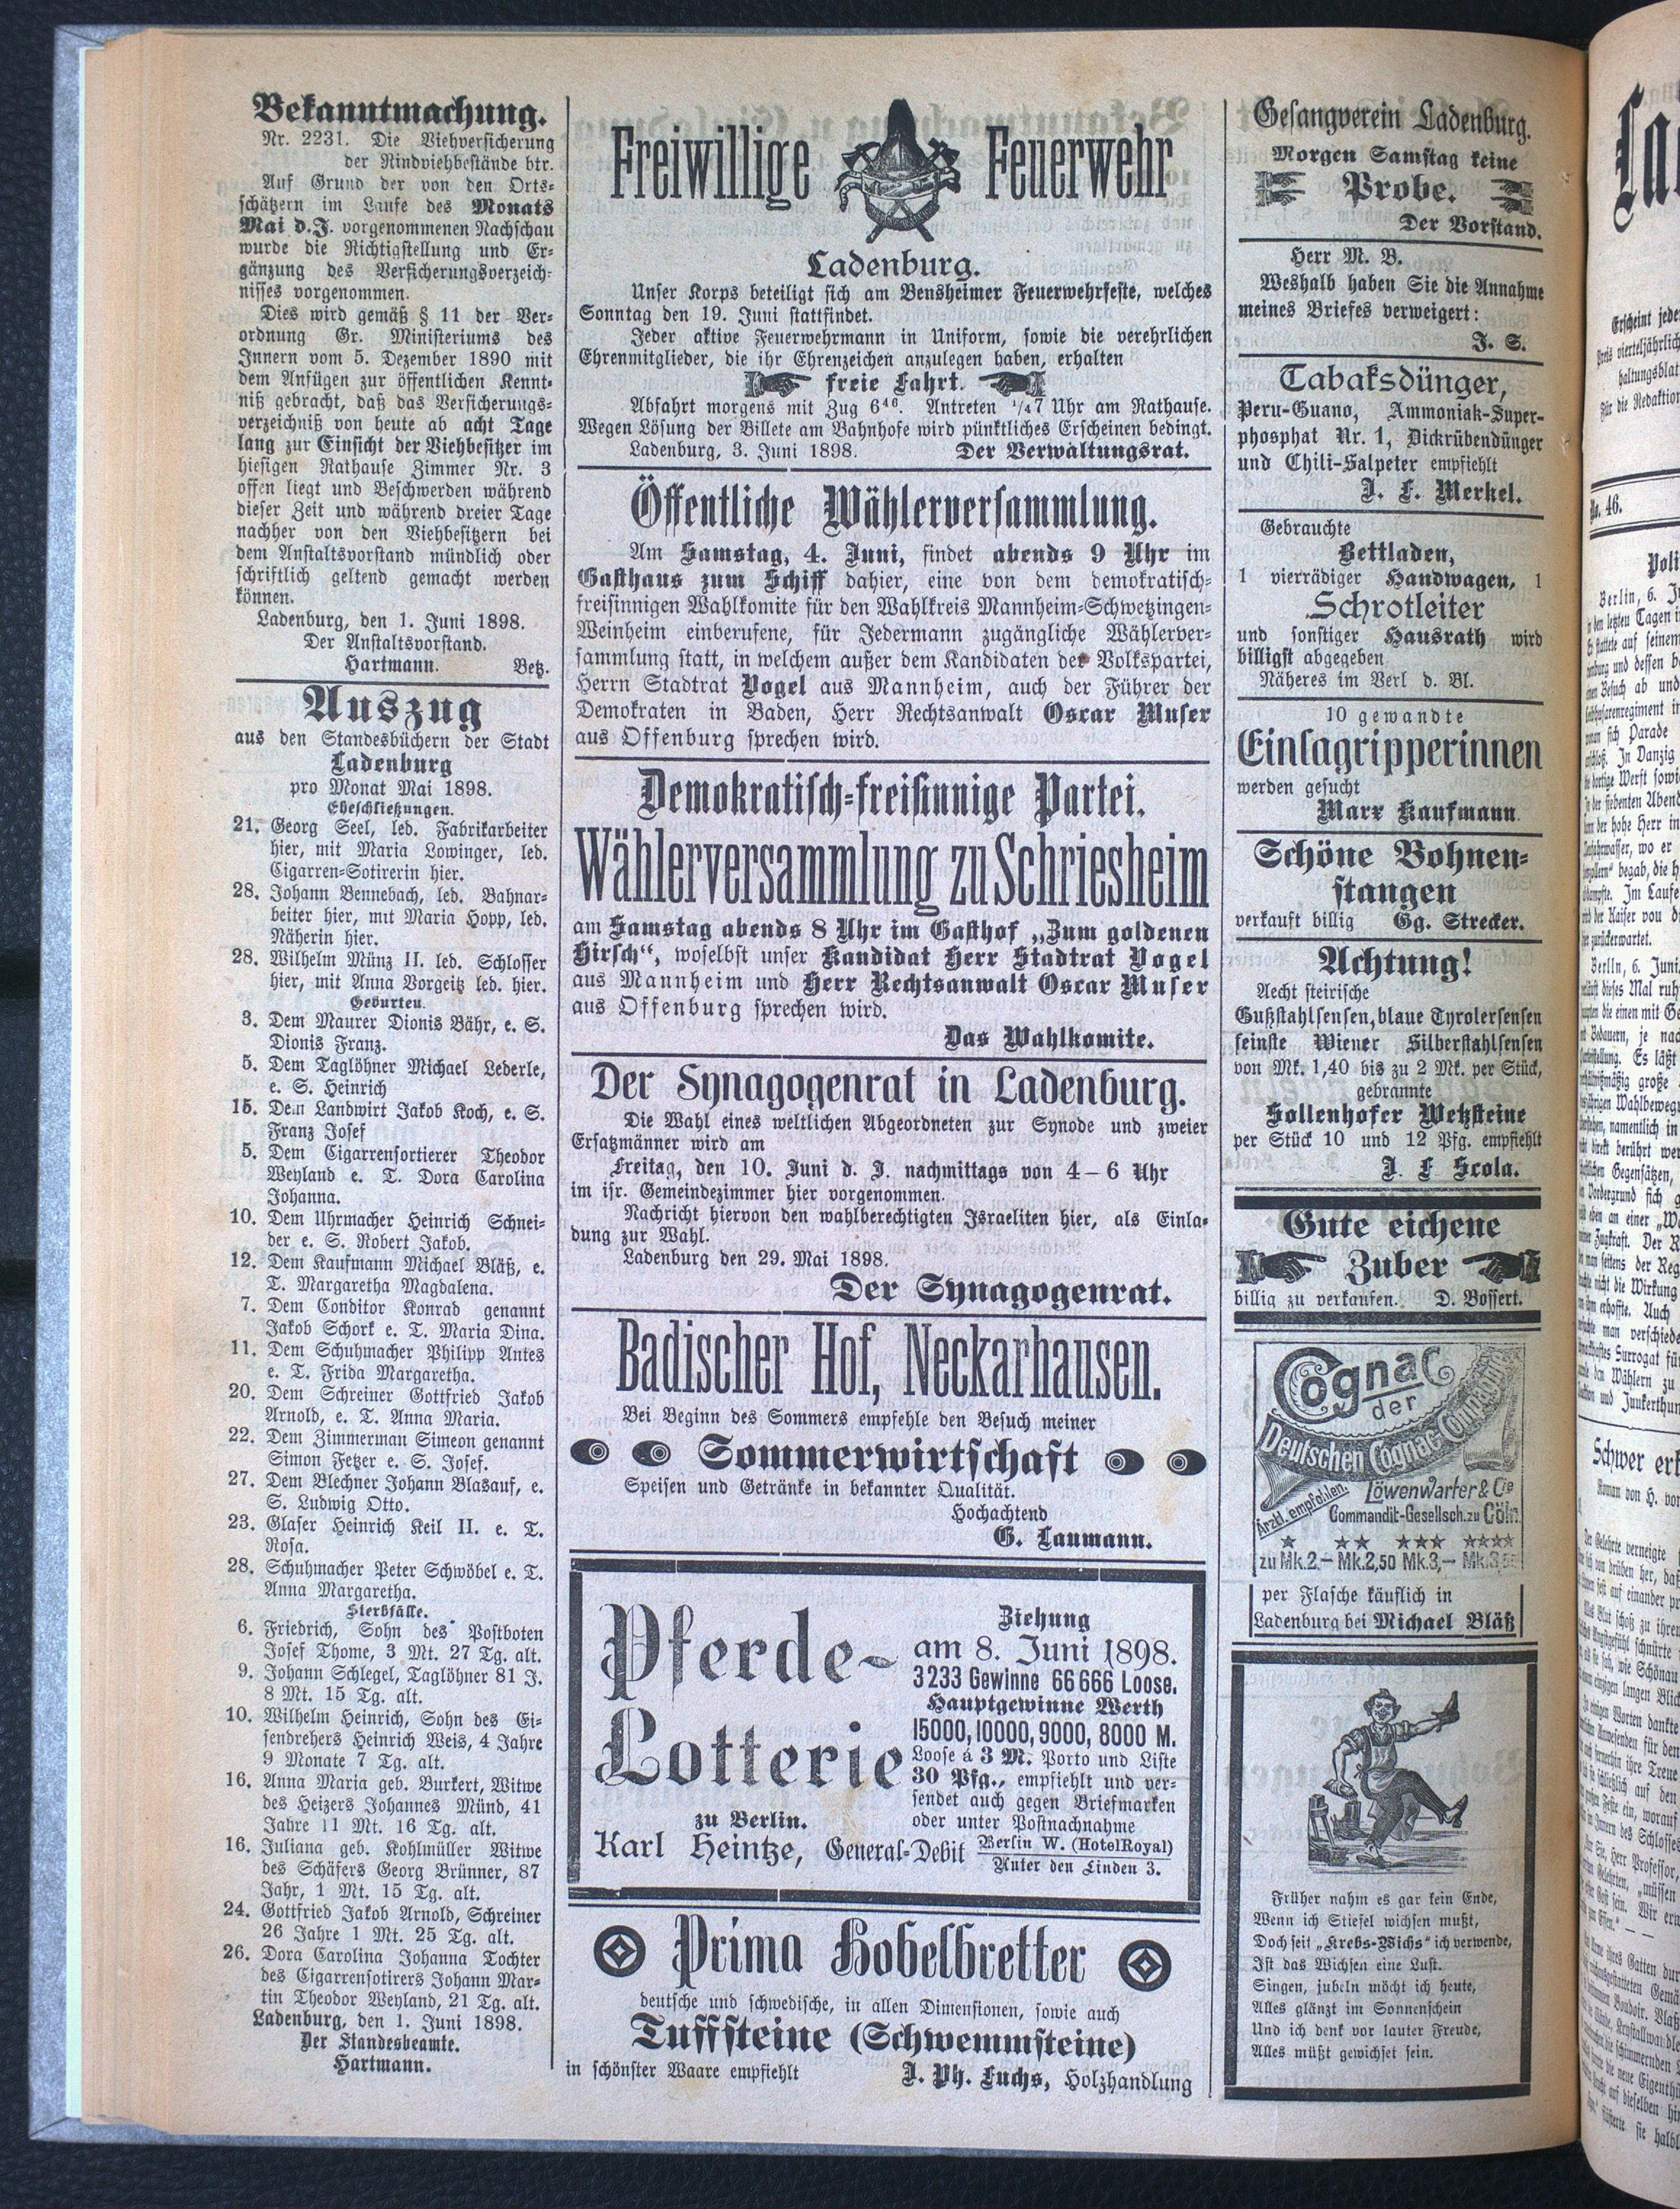 Bekanntmachung.
Nr. 2231. Die Viehversicherung
der Rindviehbestände btr.
Auf Grund der von den Orts-
schätzern im Laufe des Monats
Mai d.J. vorgenommenen Nachschau
wurde die Richtigstellung und Er-
gänzung des Versicherungsverzeich-
nisses vorgenommen.
Dies wird gemäß § 11 der Ver-
ordnung Gr. Ministeriums des
Innern vom 5. Dezember 1890 mit
dem Anfügen zur öffentlichen Kennt-
niß gebracht, daß das Versicherungs-
verzeichniß von heute ab acht Tage
lang zur Einsicht der Viehbesitzer im
hiesigen Rathause Zimmer Nr. 3
offen liegt und Beschwerden während
dieser Zeit und während dreier Tage
nachher von den Viehbesitzern bei
dem Anstaltsvorstand mündlich oder
schriftlich geltend gemacht werden
können.
Ladenburg, den 1. Juni 1898.
Der Anstaltsvorstand.
Hartmann. Betz.
Auszug
aus den Standesbüchern der Stadt
Ladenburg
pro Monat Mai 1898.
Eheschließungen.
21. Georg Seel, led. Fabrikarbeiter
hier, mit Maria Lowinger, led.
Cigarren-Sotirerin hier.
28. Johann Bennebach, led. Bahnar-
beiter hier, mit Maria Hopp, led.
Näherin hier.
28. Wilhelm Münz II. led. Schlosser
hier, mit Anna Vorgeitz led. hier.
Geburten.
3. Dem Maurer Dionis Bähr, e. S.
Dionis Franz.
5. Dem Taglöhner Michael Lederle,
e. S. Heinrich
15. Dem Landwirt Jakob Koch, e. S.
Franz Josef
5. Dem Cigarrensortierer Theodor
Weyland e. T. Dora Carolina
Johanna.
10. Dem Uhrmacher Heinrich Schnei-
der e. S. Robert Jakob.
12. Dem Kaufmann Michael Bläß, e.
T. Margaretha Magdalena.
7. Dem Conditor Konrad genannt
Jakob Schork e. T. Maria Dina.
11. Dem Schuhmacher Philipp Antes
e. T. Frida Margaretha.
20. Dem Schreiner Gottfried Jakob
Arnold, e. T. Anna Maria.
22. Dem Zimmerman Simeon genannt
Simon Fetzer e. S. Josef.
27. Dem Blechner Johann Blasauf, e.
S. Ludwig Otto.
23. Glaser Heinrich Keil II. e. T.
Rosa.
28. Schuhmacher Peter Schwöbel e. T.
Anna Margaretha.
Sterbfälle.
6. Friedrich, Sohn des Postboten
Josef Thome, 3 Mt. 27 Tg. alt.
9. Johann Schlegel, Taglöhner 81 J.
8 Mt. 15 Tg. alt.
10. Wilhelm Heinrich, Sohn des Ei-
sendrehers Heinrich Weis, 4 Jahre
9 Monate 7 Tg. alt.
16. Anna Maria geb. Burkert, Witwe
des Heizers Johannes Münd, 41
Jahre 11 Mt. 16 Tg. alt.
16. Juliana geb. Kohlmüller Witwe
des Schäfers Georg Brünner, 87
Jahr, 1 Mt. 15 Tg. alt.
24. Gottfried Jakob Arnold, Schreiner
26 Jahre 1 Mt. 25 Tg. alt.
26. Dora Carolina Johanna Tochter
des Cigarrensotirers Johann Mar-
tin Theodor Weyland, 21 Tg. alt.
Ladenburg, den 1. Juni 1898.
Der Standesbeamte.
Hartmann.
Freiwillige Feuerwehr
Ladenburg.
Unser Korps beteiligt sich am Bensheimer Feuerwehrfeste, welches
Sonntag den 19. Juni stattfindet.
Jeder aktive Feuerwehrmann in Uniform, sowie die verehrlichen
Ehrenmitglieder, die ihr Ehrenzeichen anzulegen haben, erhalten
freie Fahrt.
Abfahrt morgens mit Zug 6⁴⁶. Antreten ¼7 Uhr am Rathause.
Wegen Lösung der Billete am Bahnhofe wird pünktliches Erscheinen bedingt.
Ladenburg, 3. Juni 1898. Der Verwaltungsrat.
Öffentliche Wählerversammlung.
Am Samstag, 4. Juni, findet abends 9 Uhr im
Gasthaus zum Schiff dahier, eine von dem demokratisch-
freisinnigen Wahlkomite für den Wahlkreis Mannheim-Schwetzingen-
Weinheim einberufene, für Jedermann zugängliche Wählerver-
sammlung statt, in welchem außer dem Kandidaten der Volkspartei,
Herrn Stadtrat Vogel aus Mannheim, auch der Führer der
Demokraten in Baden, Herr Rechtsanwalt Oscar Muser
aus Offenburg sprechen wird.
Demokratisch-freisinnige Partei.
Wählerversammlung zu Schriesheim
am Samstag abends 8 Uhr im Gasthof „Zum goldenen
Hirsch“, woselbst unser Kandidat Herr Stadtrat Vogel
aus Mannheim und Herr Rechtsanwalt Oscar Muser
aus Offenburg sprechen wird.
Das Wahlkomite.
Der Synagogenrat in Ladenburg.
Die Wahl eines weltlichen Abgeordneten zur Synode und zweier
Ersatzmänner wird am
Freitag, den 10. Juni d. J. nachmittags von 4–6 Uhr
im isr. Gemeindezimmer hier vorgenommen.
Nachricht hiervon den wahlberechtigten Israeliten hier, als Einla-
dung zur Wahl.
Ladenburg den 29. Mai 1898.
Der Synagogenrat.
Badischer Hof, Neckarhausen.
Bei Beginn des Sommers empfehle den Besuch meiner
Sommerwirtschaft
Speisen und Getränke in bekannter Qualität.
Hochachtend
G. Laumann.
Pferde-
Lotterie
zu Berlin.
Ziehung
am 8. Juni 1898.
3233 Gewinne 66666 Loose.
Hauptgewinne Werth
15000, 10000, 9000, 8000 M.
Loose á 3 M. Porto und Liste
30 Pfg., empfiehlt und ver-
sendet auch gegen Briefmarken
oder unter Postnachnahme
Karl Heintze, General-Debit Berlin W. (Hotel Royal)
Unter den Linden 3.
Prima Hobelbretter
deutsche und schwedische, in allen Dimensionen, sowie auch
Tuffsteine (Schwemmsteine)
in schönster Waare empfiehlt J. Ph. Fuchs, Holzhandlung
Gesangverein Ladenburg.
Morgen Samstag keine
Probe.
Der Vorstand.
Herr M. B.
Weshalb haben Sie die Annahme
meines Briefes verweigert:
J. S.
Tabaksdünger,
Peru-Guano, Ammoniak-Super-
phosphat Nr. 1, Dickrübendünger
und Chili-Salpeter empfiehlt
J. F. Merkel.
Gebrauchte
Bettladen,
1 vierrädiger Handwagen, 1
Schrotleiter
und sonstiger Hausrath wird
billigst abgegeben
Näheres im Verl d. Bl.
10 gewandte
Einlagripperinnen
werden gesucht
Marx Kaufmann.
Schöne Bohnen-
stangen
verkauft billig Gg. Strecker.
Achtung!
Aecht steirische
Gußstahlsensen, blaue Tyrolersensen
feinste Wiener Silberstahlsensen
von Mk. 1,40 bis zu 2 Mk. per Stück,
gebrannte
Sollenhofer Wetzsteine
per Stück 10 und 12 Pfg. empfiehlt
J. F Scola.
Gute eichene
Zuber
billig zu verkaufen. D. Bossert.
Cognac
der
Deutschen Cognac Compagnie
Ärztl. empfohlen. Löwenwarter & Cie
Commandit-Gesellsch. zu Cöln
★ ★★ ★★★ ★★★★
zu Mk. 2.– Mk. 2,50 Mk. 3,– Mk. 3,50
per Flasche käuflich in
Ladenburg bei Michael Bläß
Früher nahm es gar kein Ende,
Wenn ich Stiefel wichsen mußt,
Doch seit „Krebs-Wichs“ ich verwende,
Ist das Wichsen eine Lust.
Singen, jubeln möcht ich heute,
Alles glänzt im Sonnenschein
Und ich denk vor lauter Freude,
Alles müßt gewichset sein.
No. 46.
Berlin, 6.
Berlin, 6. Juni
Schwer
Roman von H.